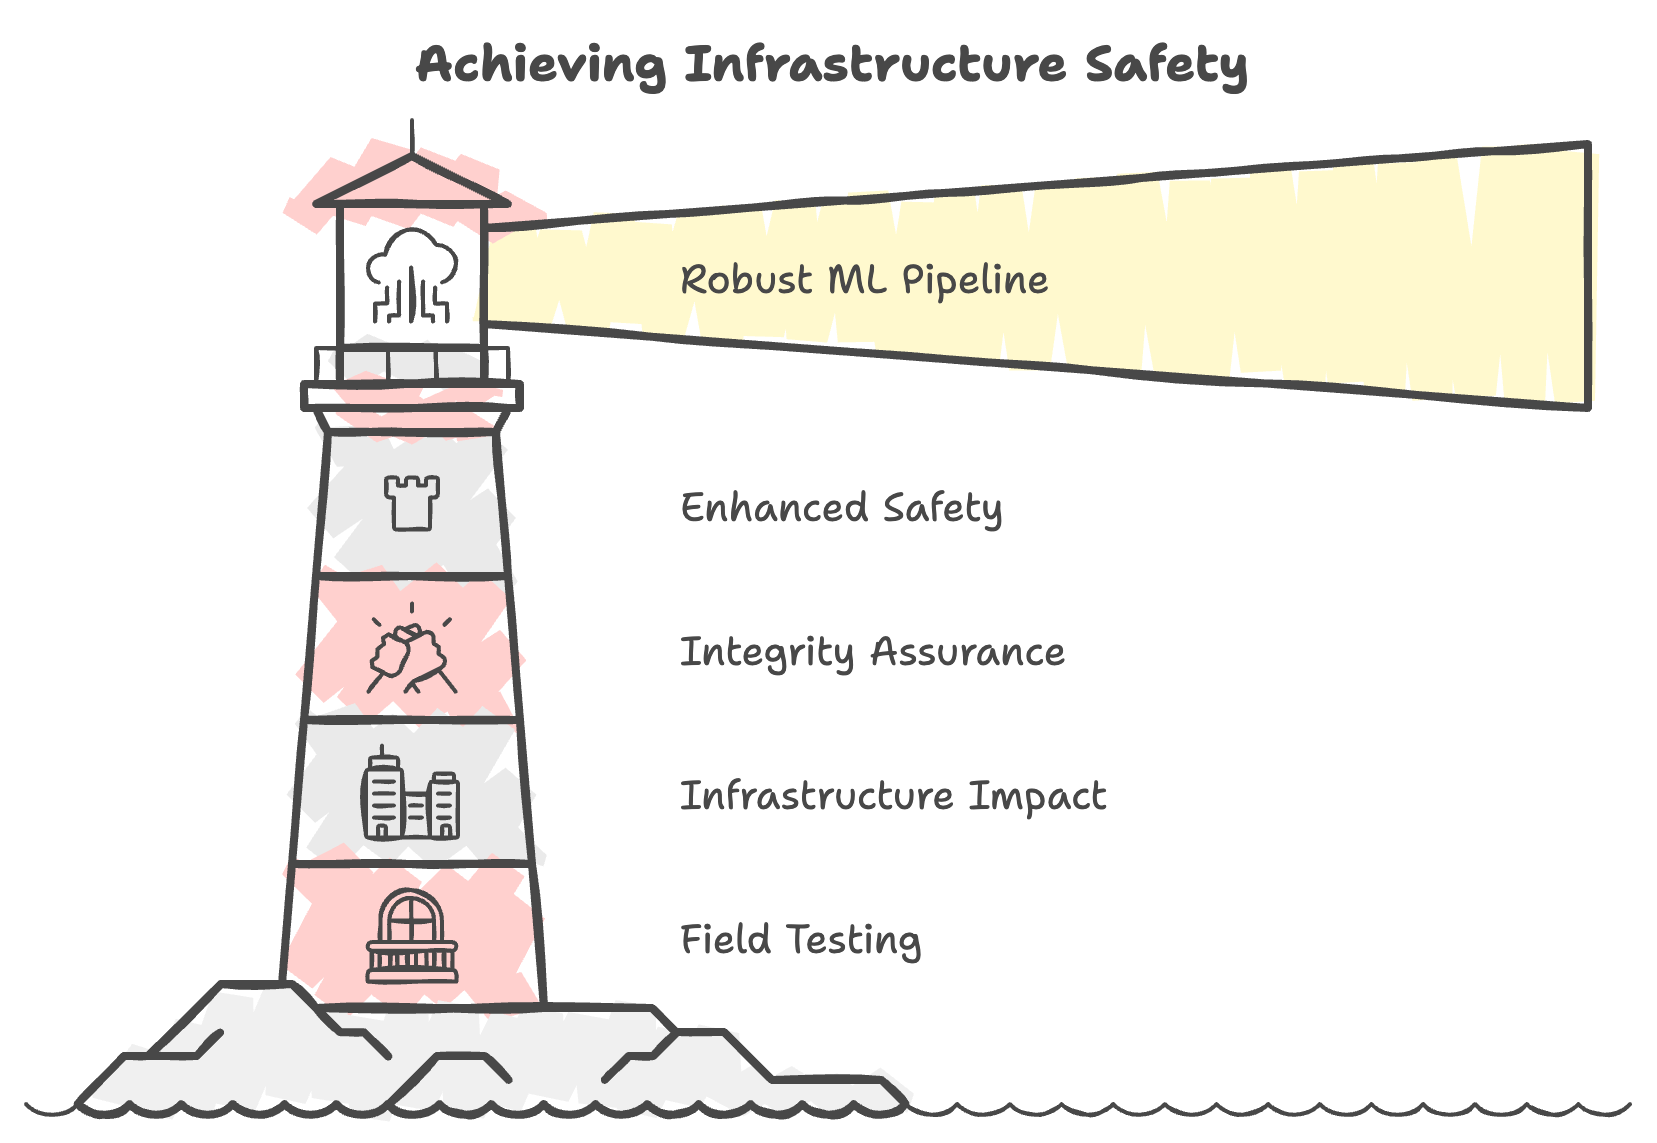 Achieving Infrastructure Safety
Robust ML Pipeline
Enhanced Safety
Integrity Assurance
Infrastructure Impact
Field Testing